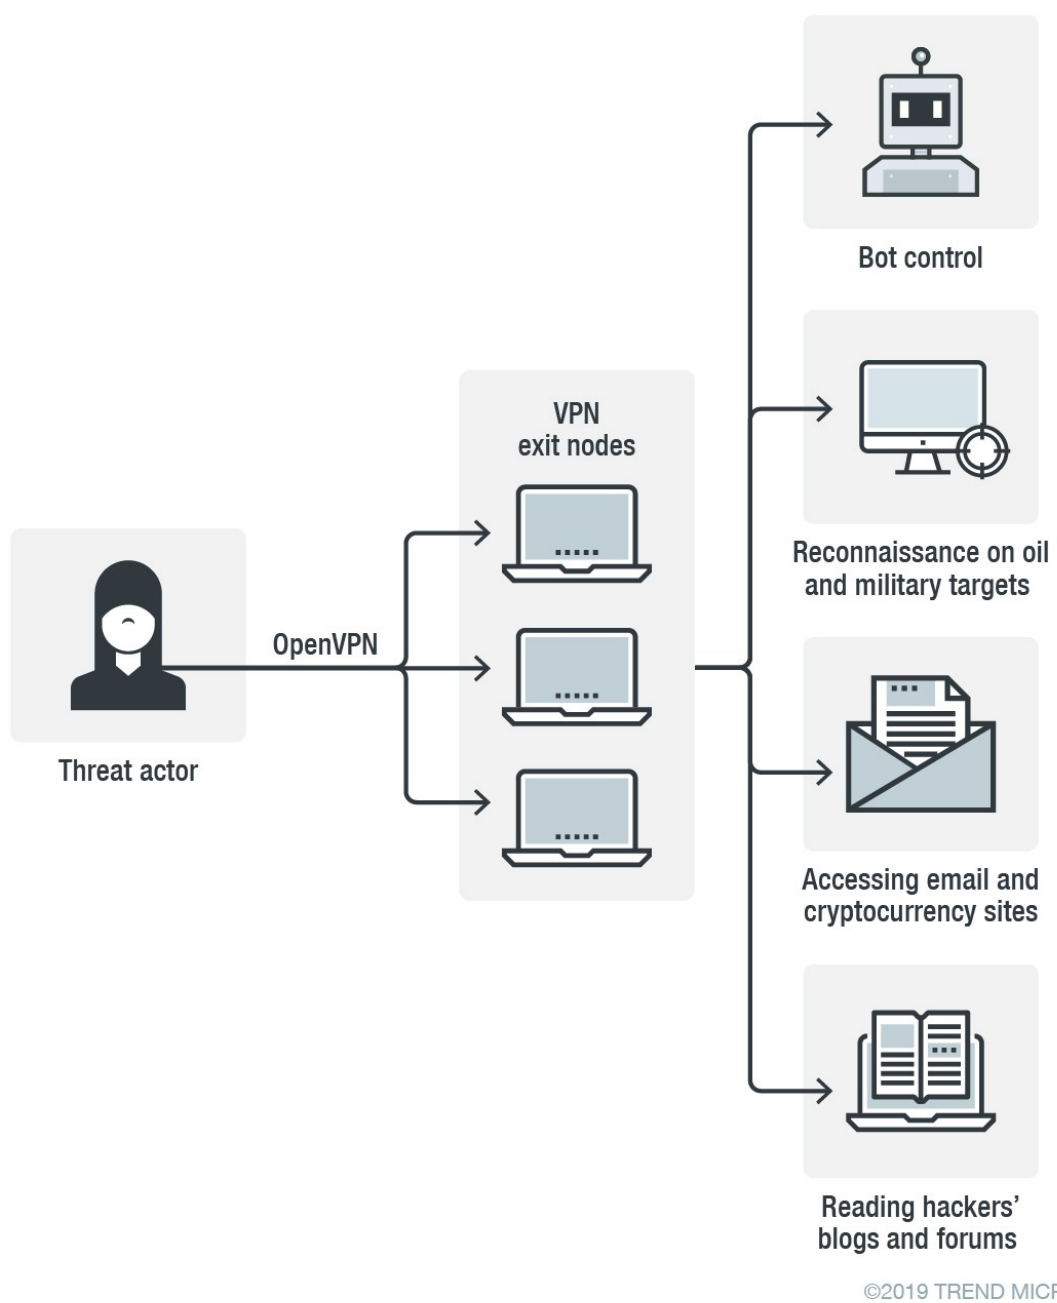 Bot control
VPN
exit nodes
Reconnaissance on oil
and military targets
OpenVPN
Threat actor
Accessing email and
cryptocurrency sites
Reading hackers’
blogs and forums
©2019 TREND MICR